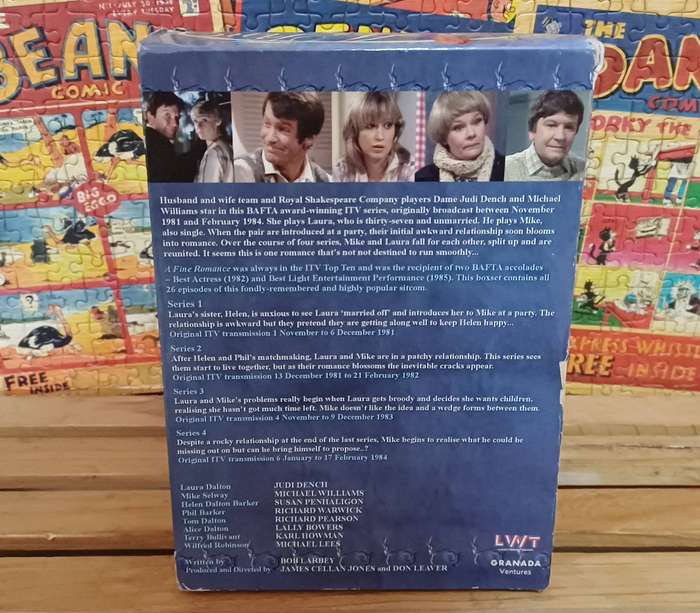 Nº1 JULY 30 · 1938
EVERY TUESDAY
BEAN
COMIC
THE
DAN
COM
BIG
EGGO
FREE
INSIDE
EXPRESS WHIST
FREE INSIDE
Husband and wife team and Royal Shakespeare Company players Dame Judi Dench and Michael
Williams star in this BAFTA award-winning ITV series, originally broadcast between November
1981 and February 1984. She plays Laura, who is thirty-seven and unmarried. He plays Mike,
also single. When the pair are introduced at a party, their initial awkward relationship soon blooms
into romance. Over the course of four series, Mike and Laura fall for each other, split up and are
reunited. It seems this is one romance that's not not destined to run smoothly...
A Fine Romance was always in the ITV Top Ten and was the recipient of two BAFTA accolades
– Best Actress (1982) and Best Light Entertainment Performance (1985). This boxset contains all
26 episodes of this fondly-remembered and highly popular sitcom.
Series 1
Laura's sister, Helen, is anxious to see Laura 'married off' and introduces her to Mike at a party. The
relationship is awkward but they pretend they are getting along well to keep Helen happy...
Original ITV transmission 1 November to 6 December 1981
Series 2
After Helen and Phil's matchmaking, Laura and Mike are in a patchy relationship. This series sees
them start to live together, but as their romance blossoms the inevitable cracks appear.
Original ITV transmission 13 December 1981 to 21 February 1982
Series 3
Laura and Mike's problems really begin when Laura gets broody and decides she wants children,
realising she hasn't got much time left. Mike doesn't like the idea and a wedge forms between them.
Original ITV transmission 4 November to 9 December 1983
Series 4
Despite a rocky relationship at the end of the last series, Mike begins to realise what he could be
missing out on but can he bring himself to propose..?
Original ITV transmission 6 January to 17 February 1984
Laura Dalton JUDI DENCH
Mike Selway MICHAEL WILLIAMS
Helen Dalton Barker SUSAN PENHALIGON
Phil Barker RICHARD WARWICK
Tom Dalton RICHARD PEARSON
Alice Dalton LALLY BOWERS
Terry Bullivant KARL HOWMAN
Wilfred Robinson MICHAEL LEES
Written by BOB LARBEY
Produced and Directed by JAMES CELLAN JONES and DON LEAVER
LWT
GRANADA
Ventures